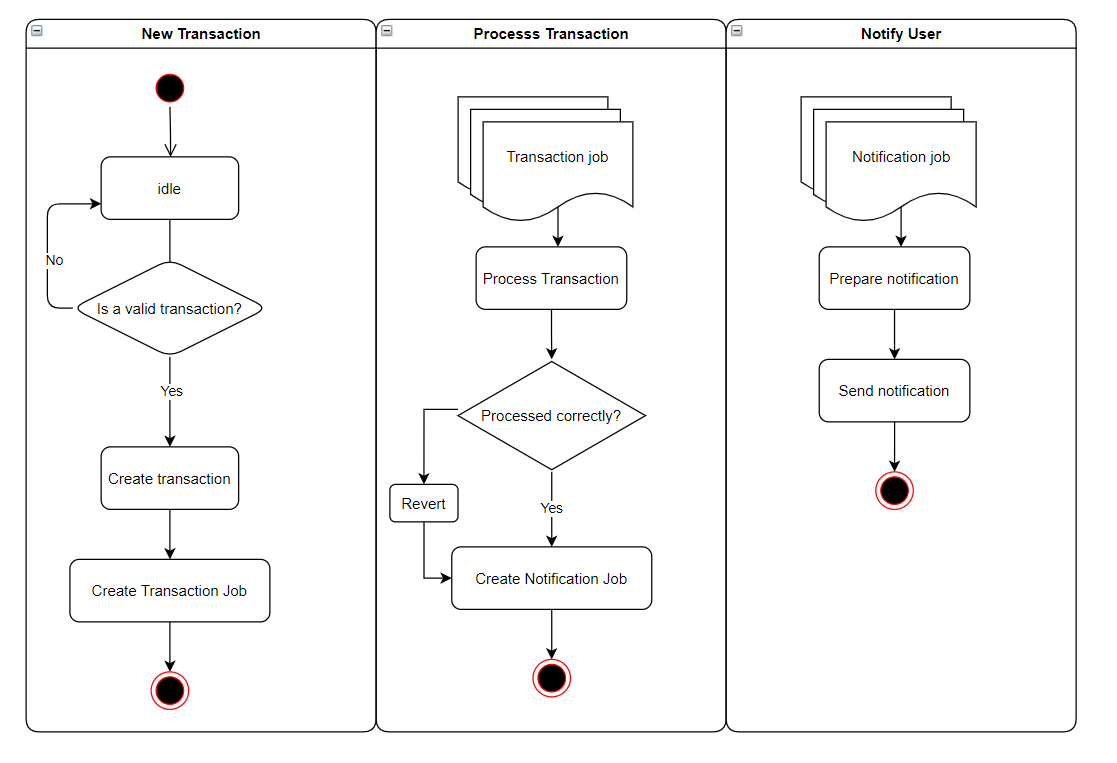 New Transaction
idle
No
Is a valid transaction?
Yes
Create transaction
Create Transaction Job
Processs Transaction
Transaction job
Process Transaction
Processed correctly?
Revert
Yes
Create Notification Job
Notify User
Notification job
Prepare notification
Send notification